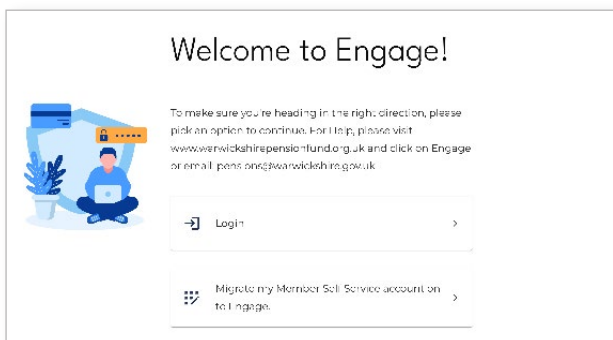 Welcome to Engage!
To make sure you're heading in the right direction, please
pick an option to continue. For Help, please visit
www.warwickshirepensionfund.org.uk and click on Engage
or email pensions@warwickshire.gov.uk
Login
Migrate my Member Self Service account on
to Engage.